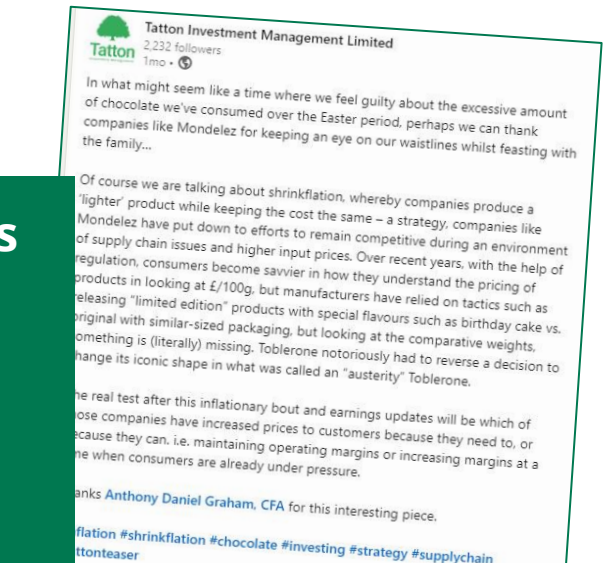 Tatton
Tatton Investment Management Limited
2,232 followers
1mo •
In what might seem like a time where we feel guilty about the excessive amount
of chocolate we've consumed over the Easter period, perhaps we can thank
companies like Mondelez for keeping an eye on our waistlines whilst feasting with
the family...
Of course we are talking about shrinkflation, whereby companies produce a
'lighter' product while keeping the cost the same – a strategy, companies like
Mondelez have put down to efforts to remain competitive during an environment
of supply chain issues and higher input prices. Over recent years, with the help of
regulation, consumers become savvier in how they understand the pricing of
products in looking at £/100g, but manufacturers have relied on tactics such as
releasing "limited edition" products with special flavours such as birthday cake vs.
original with similar-sized packaging, but looking at the comparative weights,
omething is (literally) missing. Toblerone notoriously had to reverse a decision to
hange its iconic shape in what was called an "austerity" Toblerone.
he real test after this inflationary bout and earnings updates will be which of
ose companies have increased prices to customers because they need to, or
ecause they can. i.e. maintaining operating margins or increasing margins at a
me when consumers are already under pressure.
anks Anthony Daniel Graham, CFA for this interesting piece.
flation #shrinkflation #chocolate #investing #strategy #supplychain
ttonteaser
s